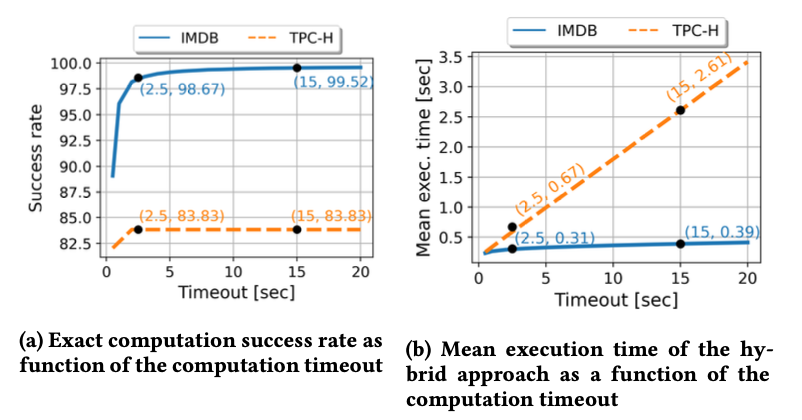 IMDB TPC-H
100.0
97.5
95.0
92.5
90.0
87.5
85.0
82.5
Success rate
(2.5, 98.67)
(15, 99.52)
(2.5, 83.83)
(15, 83.83)
0 5 10 15 20
Timeout [sec]
(a) Exact computation success rate as
function of the computation timeout
IMDB TPC-H
3.5
3.0
2.5
2.0
1.5
1.0
0.5
Mean exec. time [sec]
(15, 2.61)
(2.5, 0.67)
(2.5, 0.31)
(15, 0.39)
0 5 10 15 20
Timeout [sec]
(b) Mean execution time of the hy-
brid approach as a function of the
computation timeout